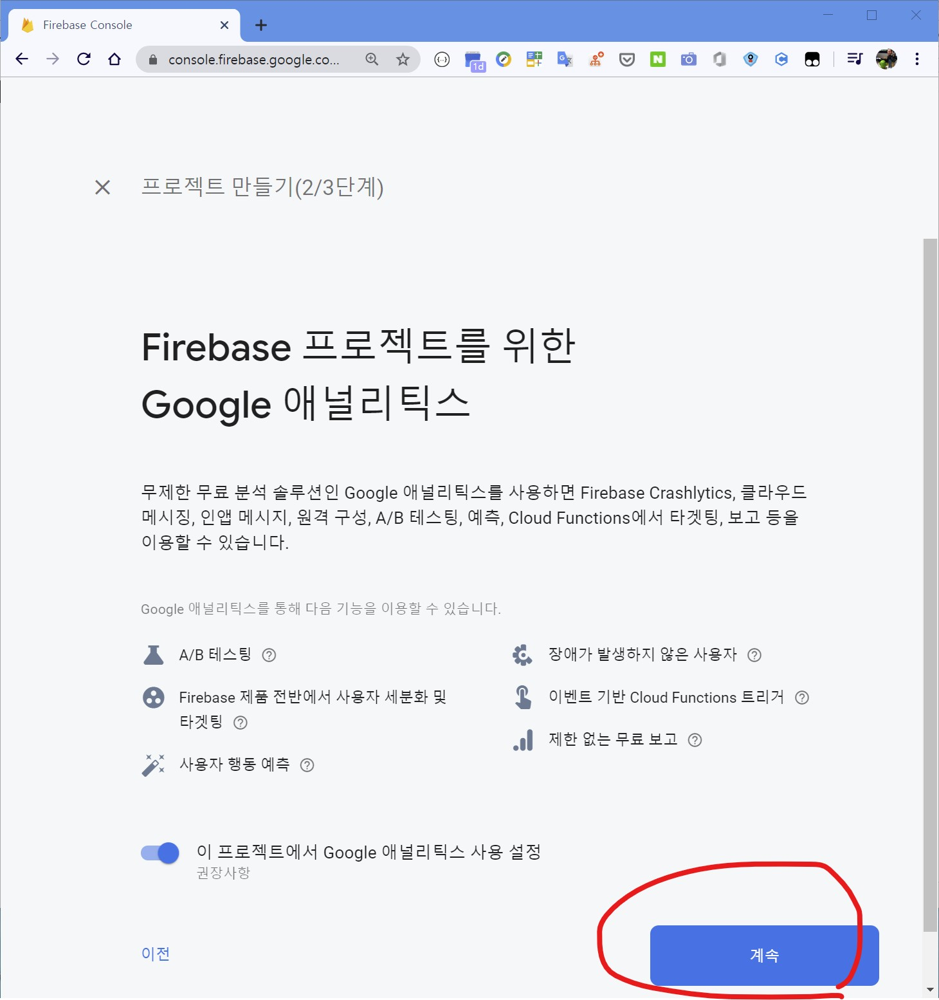 Firebase Console
console.firebase.google.co...
1d
프로젝트 만들기(2/3단계)
Firebase 프로젝트를 위한
Google 애널리틱스
무제한 무료 분석 솔루션인 Google 애널리틱스를 사용하면 Firebase Crashlytics, 클라우드
메시징, 인앱 메시지, 원격 구성, A/B 테스팅, 예측, Cloud Functions에서 타겟팅, 보고 등을
이용할 수 있습니다.
Google 애널리틱스를 통해 다음 기능을 이용할 수 있습니다.
A/B 테스팅
Firebase 제품 전반에서 사용자 세분화 및
타겟팅
사용자 행동 예측
장애가 발생하지 않은 사용자
이벤트 기반 Cloud Functions 트리거
제한 없는 무료 보고
이 프로젝트에서 Google 애널리틱스 사용 설정
권장사항
이전
계속